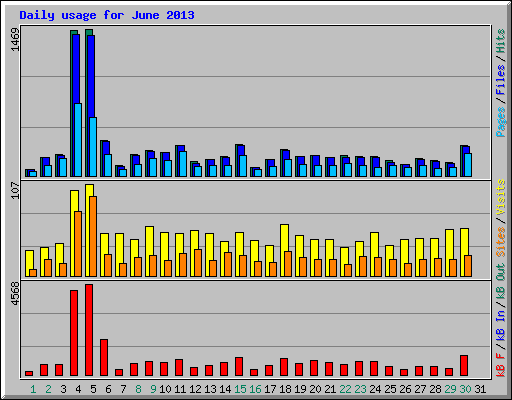 Daily usage for June 2013
1469
Pages / Files / Hits
107
Sites / Visits
4568
kB F / kB In / kB Out
1 2 3 4 5 6 7 8 9 10 11 12 13 14 15 16 17 18 19 20 21 22 23 24 25 26 27 28 29 30 31